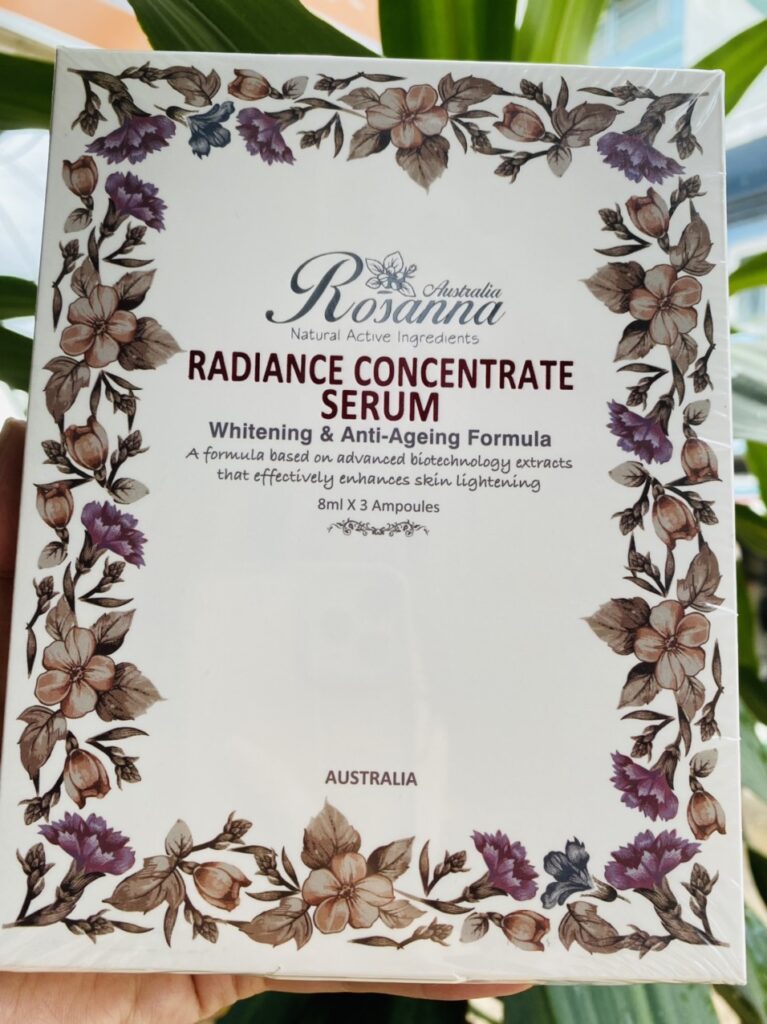 Rosanna Australia
Natural Active Ingredients
RADIANCE CONCENTRATE
SERUM
Whitening & Anti-Ageing Formula
A formula based on advanced biotechnology extracts
that effectively enhances skin lightening
8ml X 3 Ampoules
AUSTRALIA